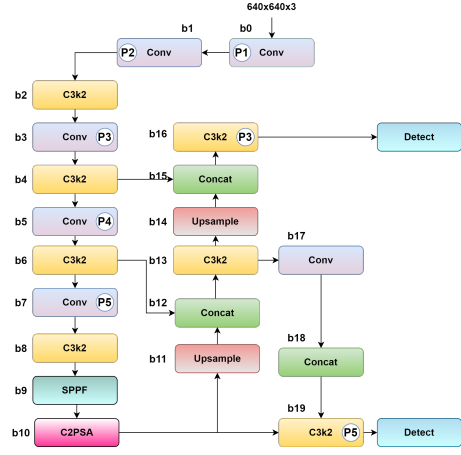 640x640x3
b1
b0
P2
Conv
P1
Conv
b2
C3k2
b3
Conv
P3
b16
C3k2
P3
Detect
b4
C3k2
b15
Concat
b5
Conv
P4
b14
Upsample
b17
b6
C3k2
b13
C3k2
Conv
b7
Conv
P5
b12
Concat
b8
C3k2
b11
Upsample
b18
Concat
b9
SPPF
b19
b10
C2PSA
C3k2
P5
Detect